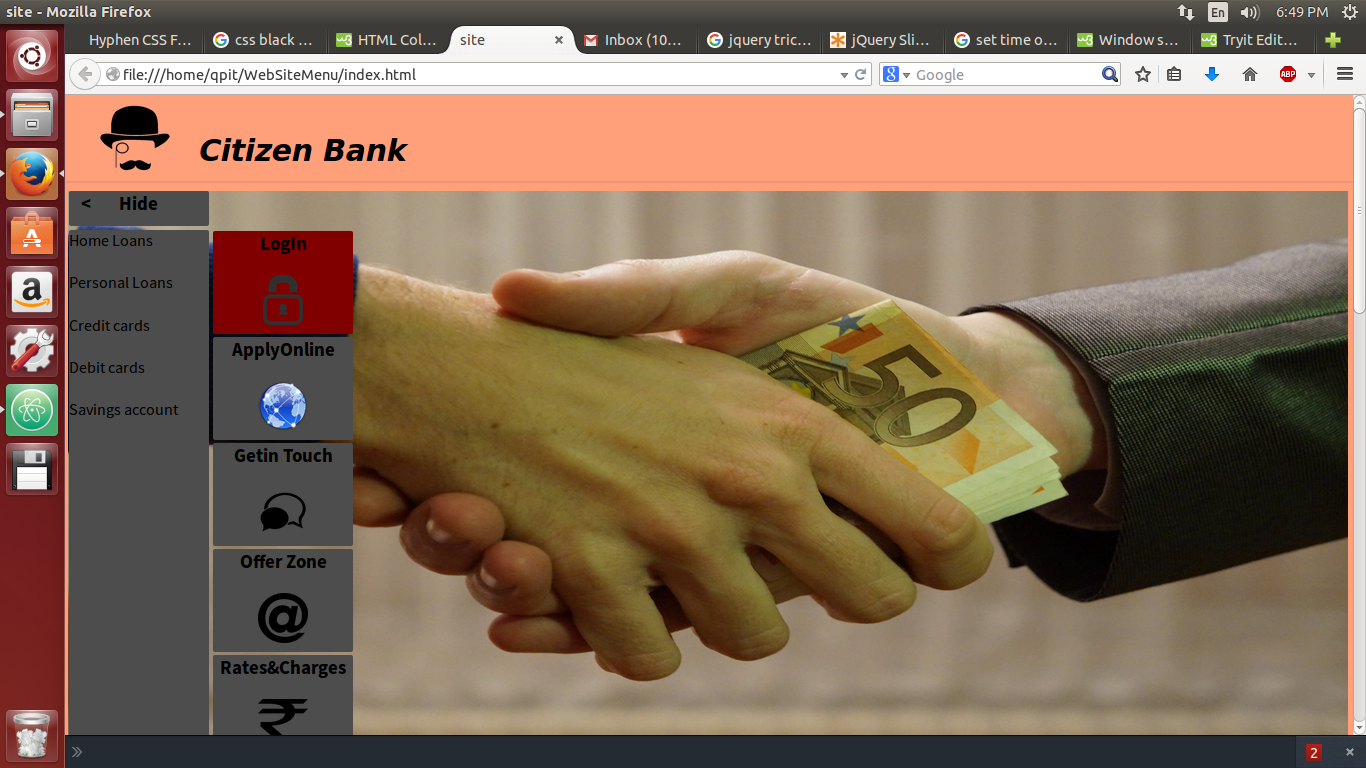 site - Mozilla Firefox
En
6:49 PM
Hyphen CSS F...
css black ...
HTML Col...
site
Inbox (10...
jquery tric...
jQuery Sli...
set time o...
Window s...
Tryit Edit...
file:///home/qpit/WebSiteMenu/index.html
Google
ABP
Citizen Bank
< Hide
Home Loans
Personal Loans
Credit cards
Debit cards
Savings account
LogIn
ApplyOnline
Getin Touch
Offer Zone
@
Rates&Charges
₹
50
2